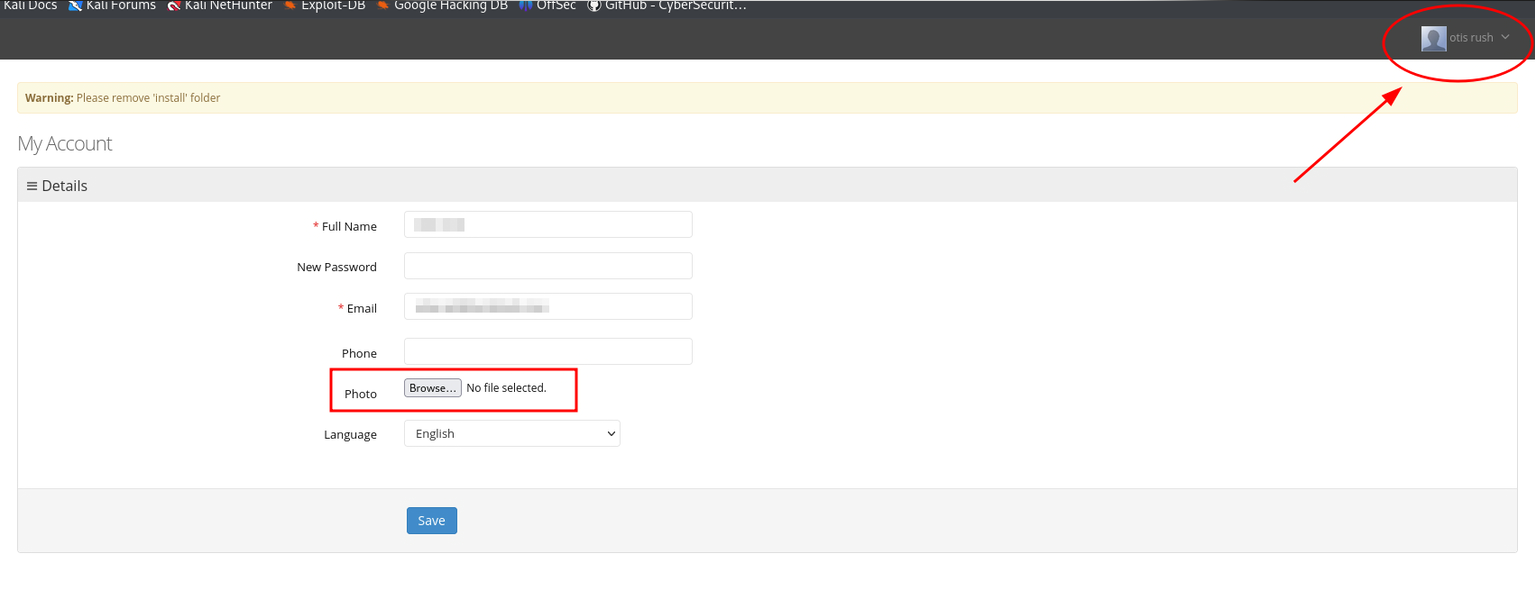 Kali Docs Kali Forums Kali NetHunter Exploit-DB Google Hacking DB OffSec GitHub - CyberSecurit...
otis rush
Warning: Please remove 'install' folder
My Account
Details
* Full Name
New Password
* Email
Phone
Photo Browse... No file selected.
Language English
Save